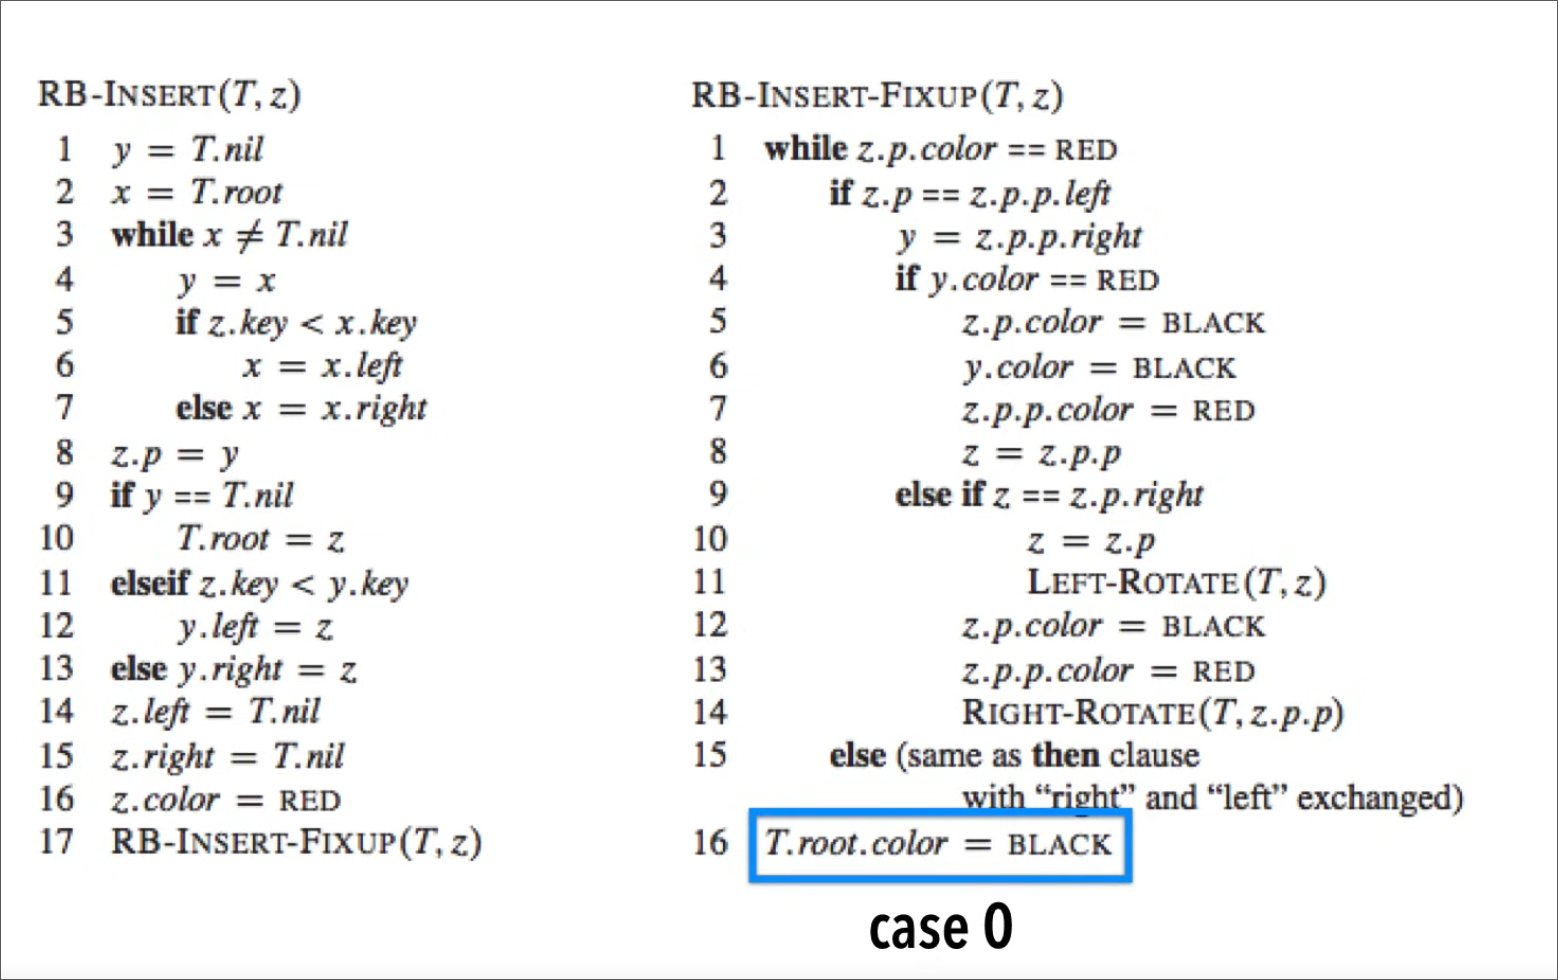 RB-INSERT(T, z)
1 y = T.nil
2 x = T.root
3 while x ≠ T.nil
4 y = x
5 if z.key < x.key
6 x = x.left
7 else x = x.right
8 z.p = y
9 if y == T.nil
10 T.root = z
11 elseif z.key < y.key
12 y.left = z
13 else y.right = z
14 z.left = T.nil
15 z.right = T.nil
16 z.color = RED
17 RB-INSERT-FIXUP(T, z)
RB-INSERT-FIXUP(T, z)
1 while z.p.color == RED
2 if z.p == z.p.p.left
3 y = z.p.p.right
4 if y.color == RED
5 z.p.color = BLACK
6 y.color = BLACK
7 z.p.p.color = RED
8 z = z.p.p
9 else if z == z.p.right
10 z = z.p
11 LEFT-ROTATE(T, z)
12 z.p.color = BLACK
13 z.p.p.color = RED
14 RIGHT-ROTATE(T, z.p.p)
15 else (same as then clause
with “right” and “left” exchanged)
16 T.root.color = BLACK
case 0